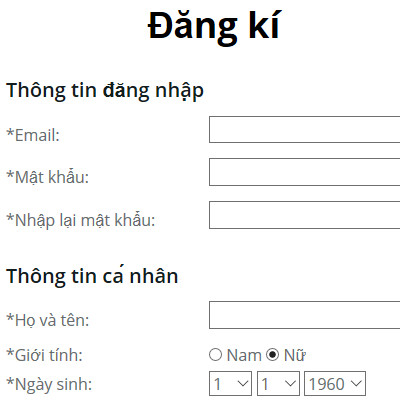 Đăng kí
Thông tin đăng nhập
*Email:
*Mật khẩu:
*Nhập lại mật khẩu:
Thông tin cá nhân
*Họ và tên:
*Giới tính: Nam Nữ
*Ngày sinh: 1 1 1960